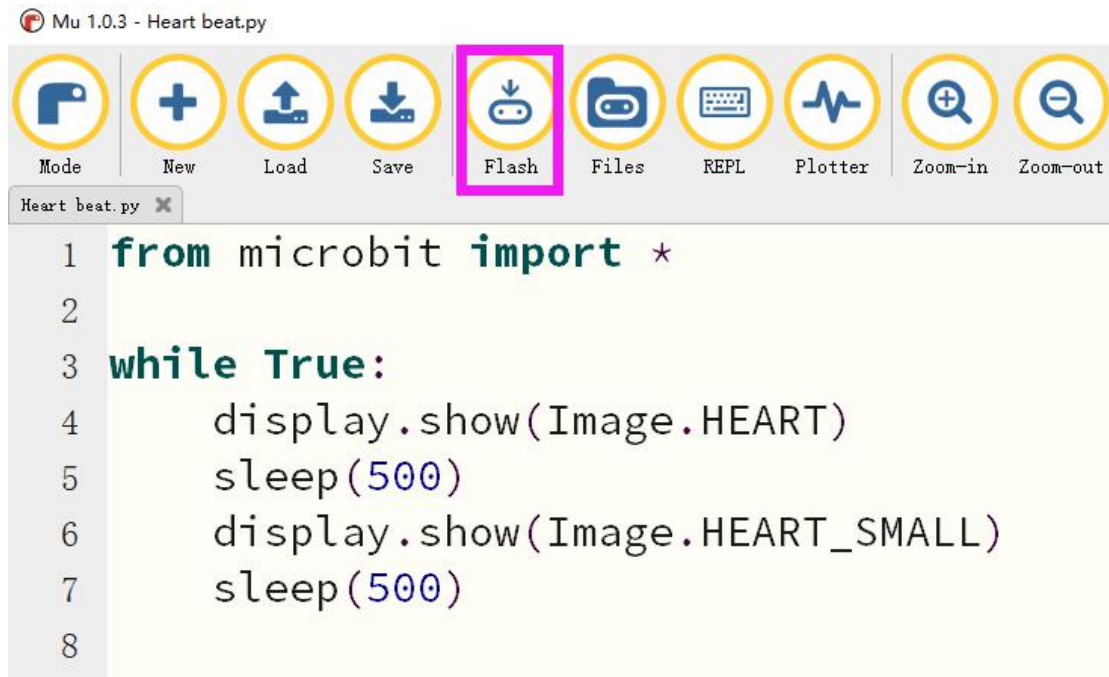 Mu 1.0.3 - Heart beat.py
Mode New Load Save Flash Files REPL Plotter Zoom-in Zoom-out
Heart beat.py
1 from microbit import *
2
3 while True:
4     display.show(Image.HEART)
5     sleep(500)
6     display.show(Image.HEART_SMALL)
7     sleep(500)
8